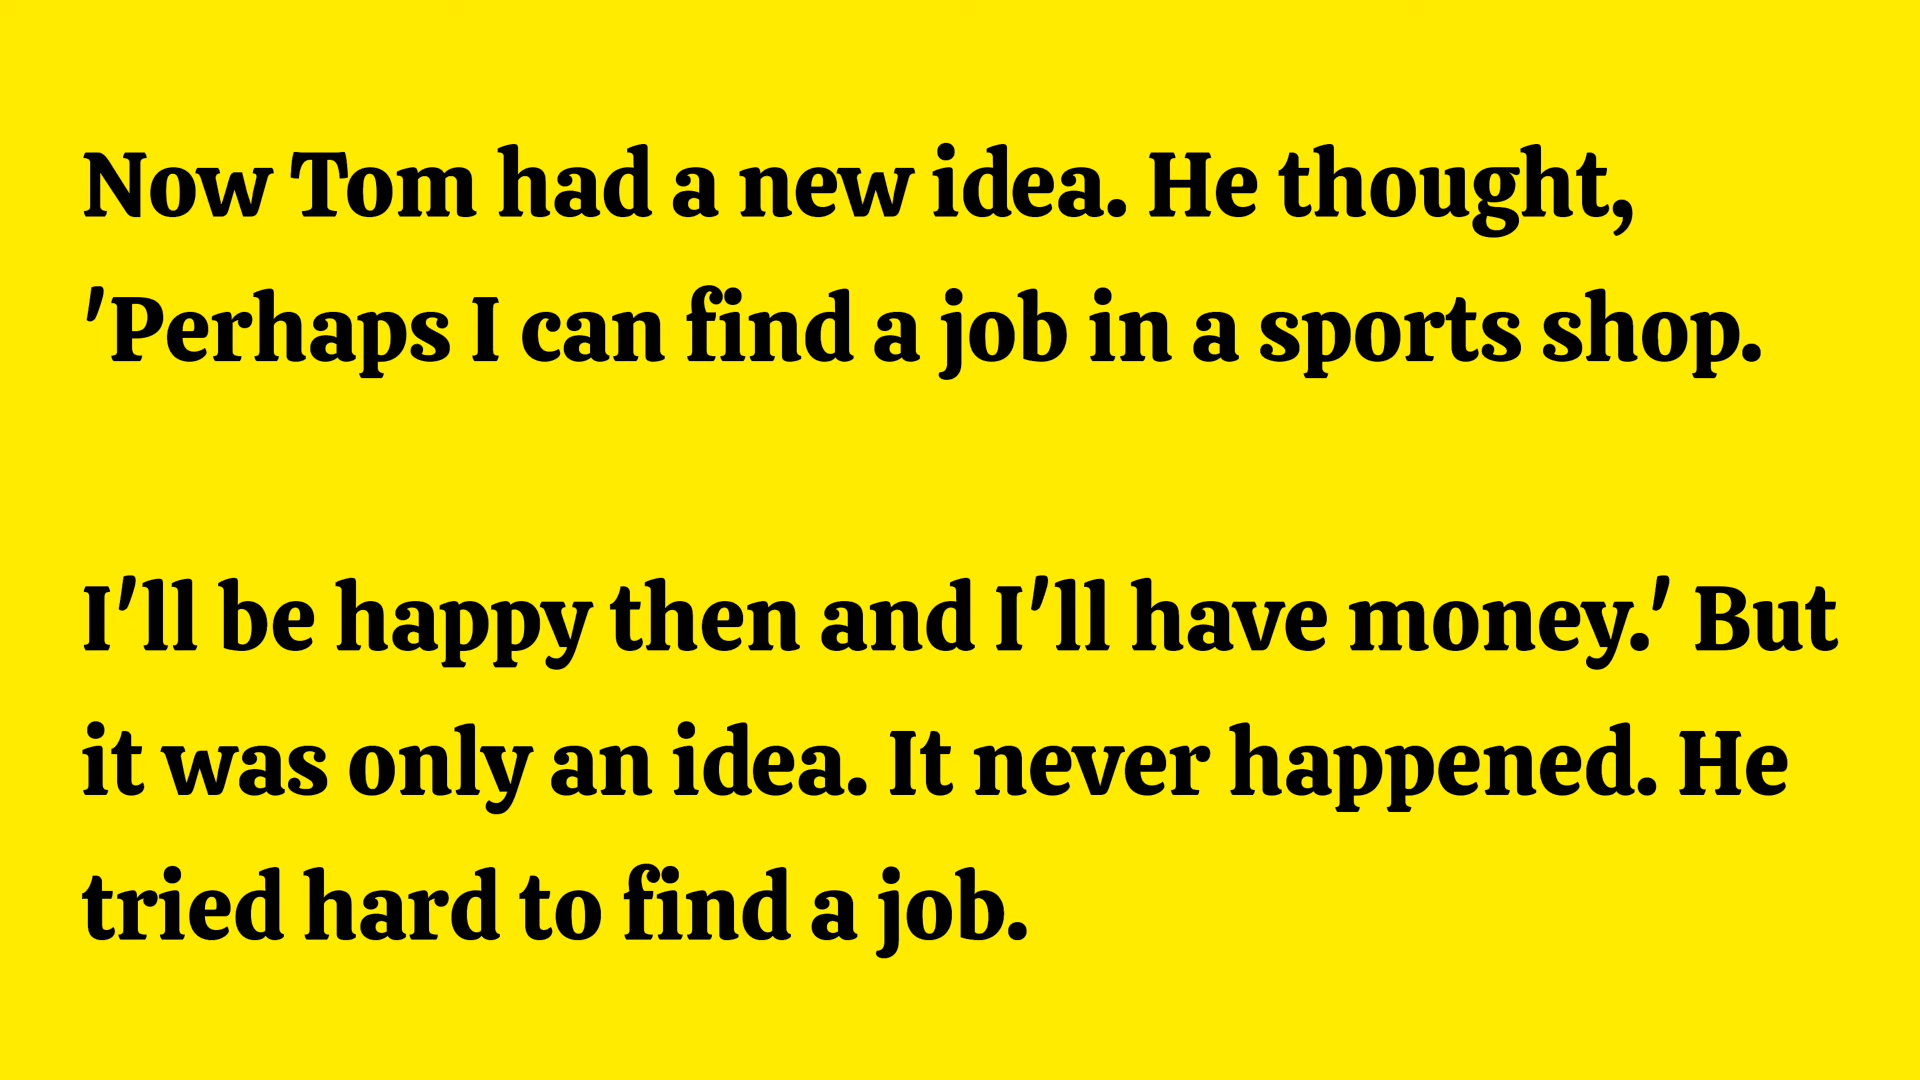 Now Tom had a new idea. He thought,
'Perhaps I can find a job in a sports shop.
I'll be happy then and I'll have money.' But
it was only an idea. It never happened. He
tried hard to find a job.